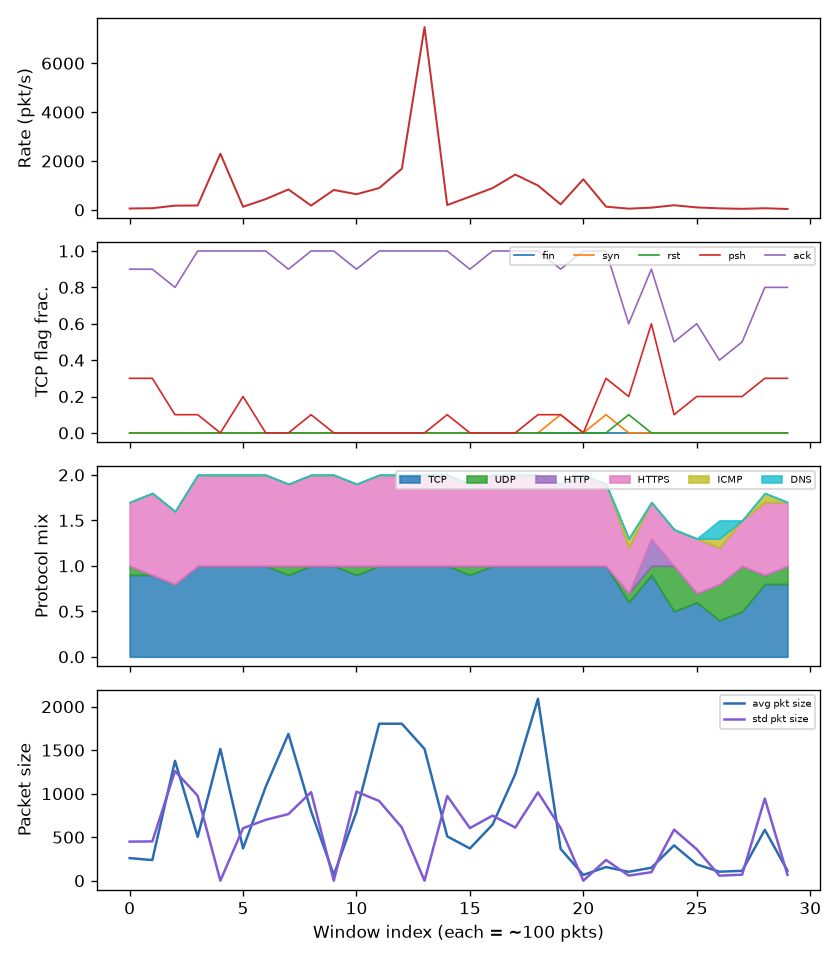 6000
4000
2000
0
Rate (pkt/s)
1.0
0.8
0.6
0.4
0.2
0.0
TCP flag frac.
fin syn rst psh ack
2.0
1.5
1.0
0.5
0.0
Protocol mix
TCP UDP HTTP HTTPS ICMP DNS
2000
1500
1000
500
0
Packet size
avg pkt size
std pkt size
0 5 10 15 20 25 30
Window index (each = ~100 pkts)